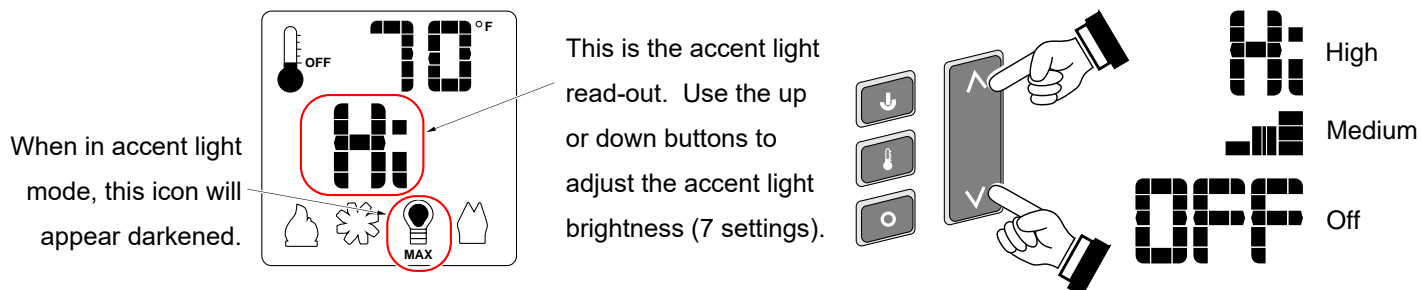 When in accent light
mode, this icon will
appear darkened.
70 °F
OFF
Hi
MAX
This is the accent light
read-out.  Use the up
or down buttons to
adjust the accent light
brightness (7 settings).
Hi High
Medium
OFF Off